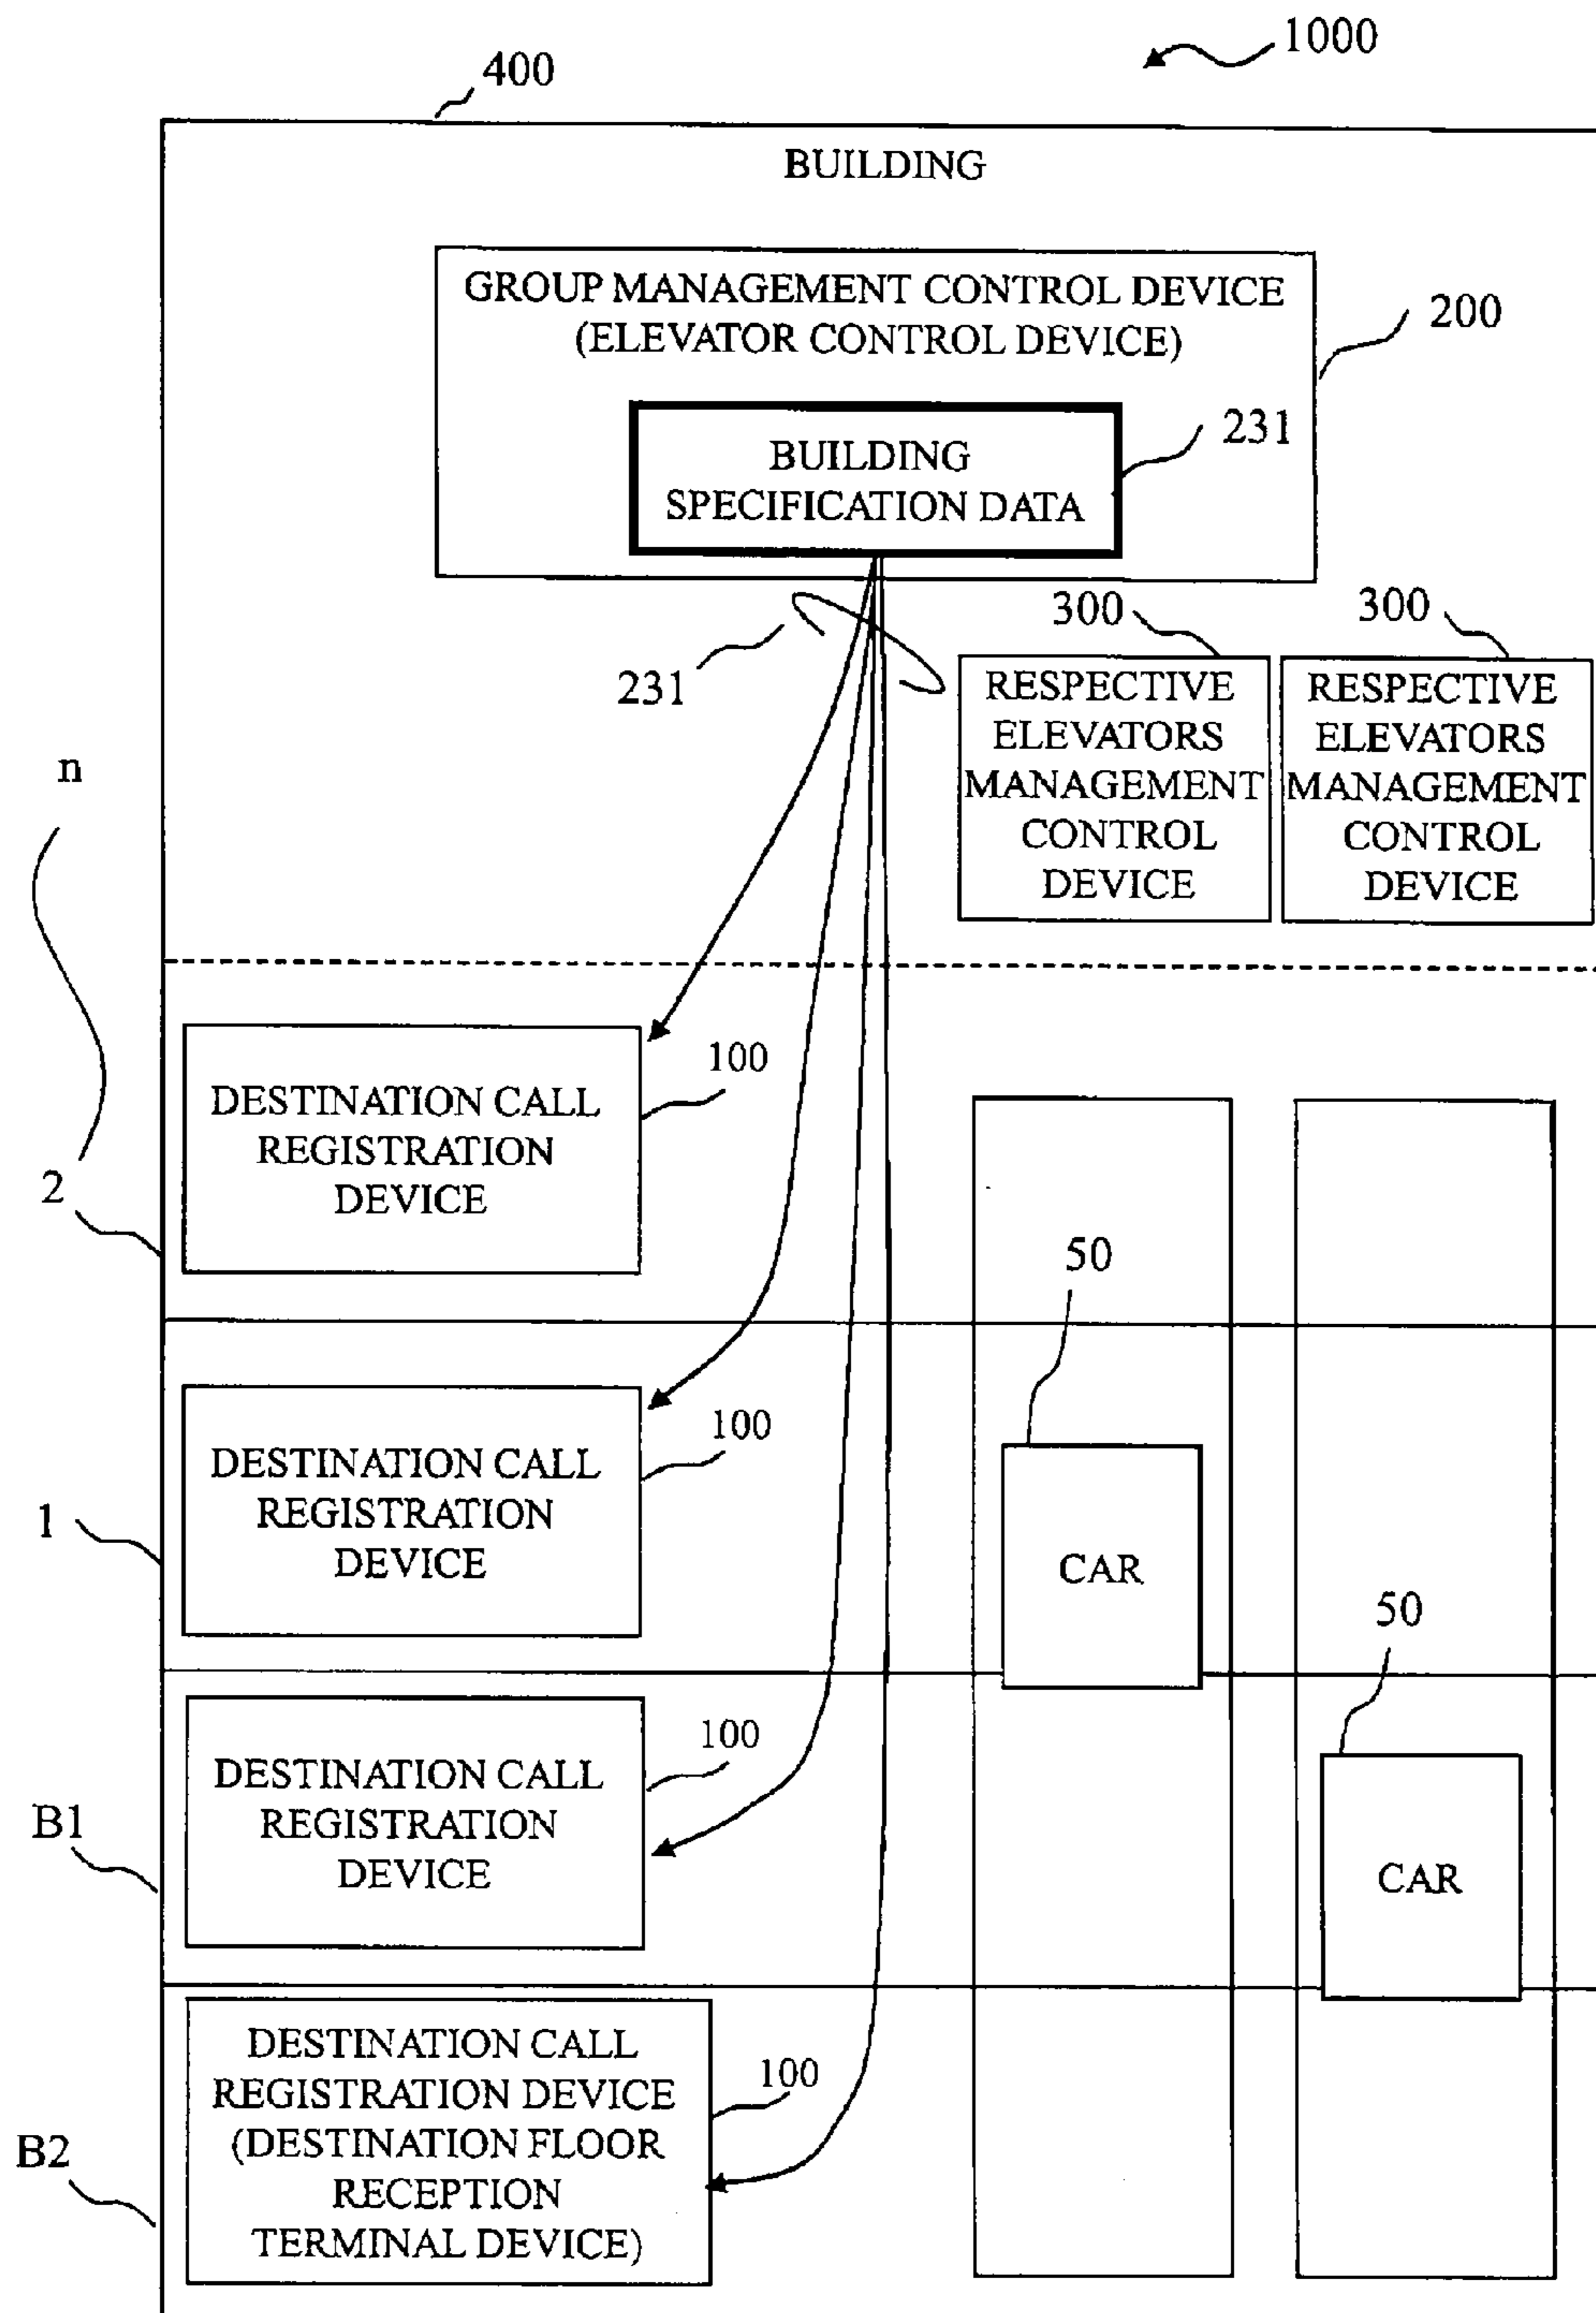 1000
400
BUILDING
GROUP MANAGEMENT CONTROL DEVICE
(ELEVATOR CONTROL DEVICE)
200
231
BUILDING
SPECIFICATION DATA
300
300
231
RESPECTIVE
ELEVATORS
MANAGEMENT
CONTROL
DEVICE
RESPECTIVE
ELEVATORS
MANAGEMENT
CONTROL
DEVICE
n
100
DESTINATION CALL
REGISTRATION
DEVICE
2
50
100
DESTINATION CALL
REGISTRATION
DEVICE
1
CAR
50
100
DESTINATION CALL
REGISTRATION
DEVICE
B1
CAR
DESTINATION CALL
REGISTRATION DEVICE
(DESTINATION FLOOR
RECEPTION
TERMINAL DEVICE)
100
B2